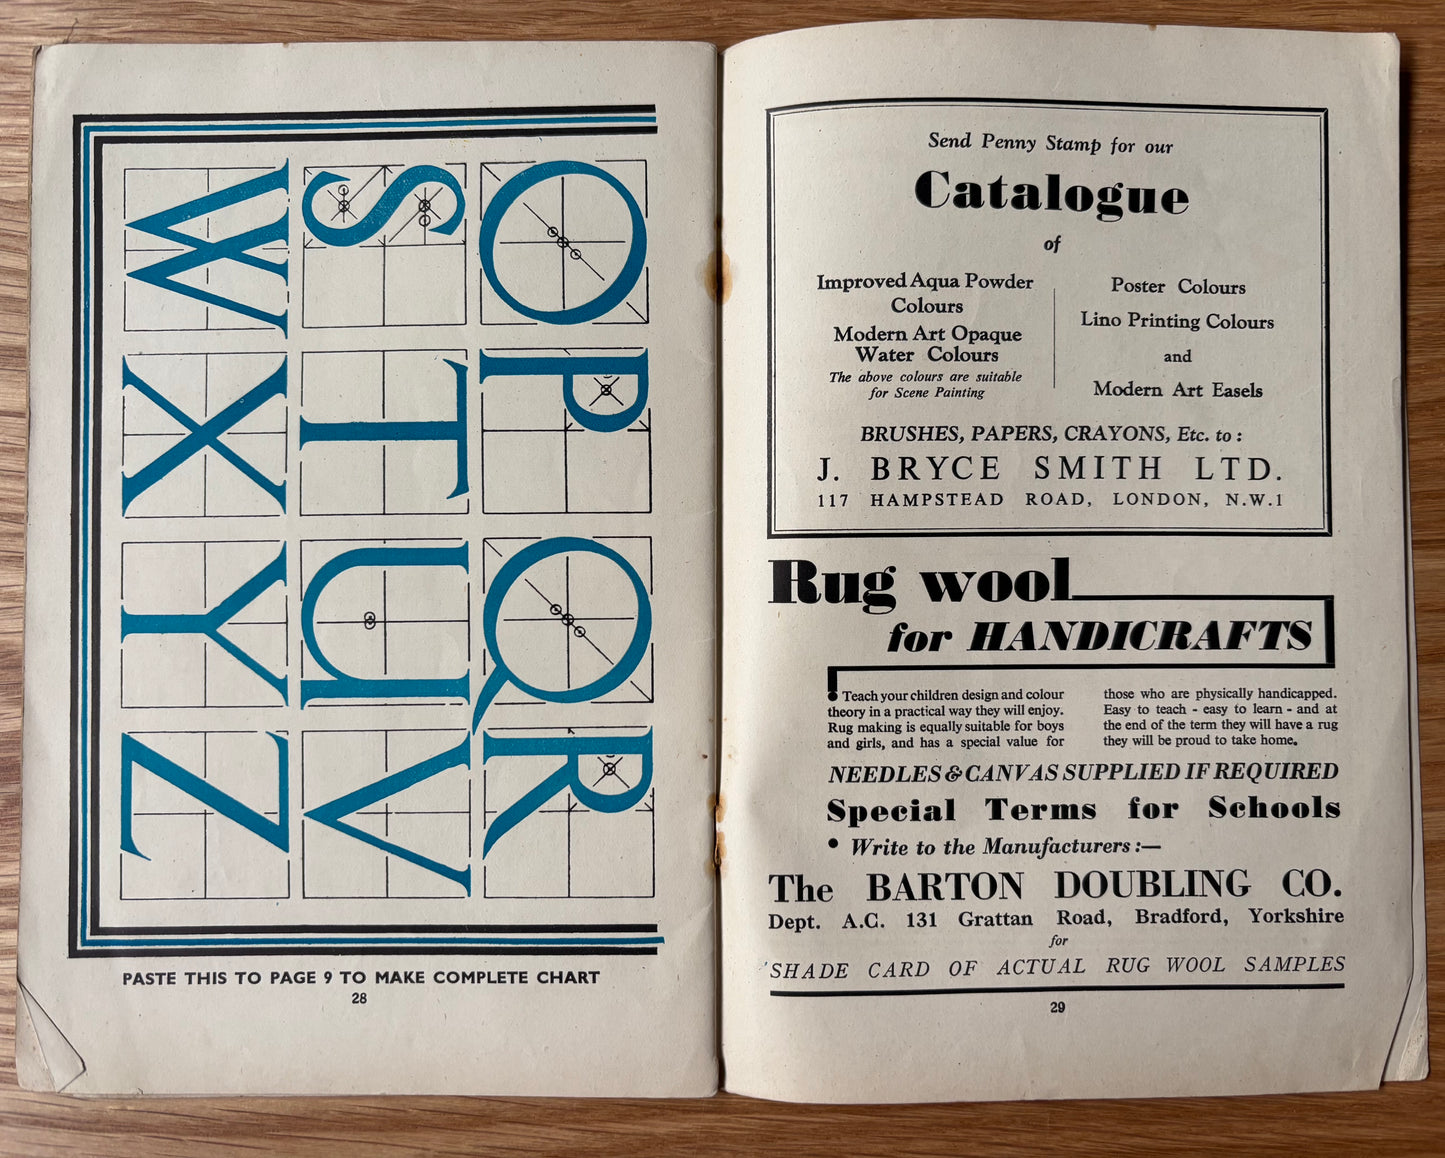 O P Q R
S T U V
W X Y Z
PASTE THIS TO PAGE 9 TO MAKE COMPLETE CHART
28
Send Penny Stamp for our
Catalogue
of
Improved Aqua Powder
Colours
Modern Art Opaque
Water Colours
The above colours are suitable
for Scene Painting
Poster Colours
Lino Printing Colours
and
Modern Art Easels
BRUSHES, PAPERS, CRAYONS, Etc. to :
J. BRYCE SMITH LTD.
117 HAMPSTEAD ROAD, LONDON, N.W.1
Rug wool
for HANDICRAFTS
Teach your children design and colour
theory in a practical way they will enjoy.
Rug making is equally suitable for boys
and girls, and has a special value for
those who are physically handicapped.
Easy to teach - easy to learn - and at
the end of the term they will have a rug
they will be proud to take home.
NEEDLES & CANVAS SUPPLIED IF REQUIRED
Special Terms for Schools
• Write to the Manufacturers :—
The BARTON DOUBLING CO.
Dept. A.C. 131 Grattan Road, Bradford, Yorkshire
for
SHADE CARD OF ACTUAL RUG WOOL SAMPLES
29